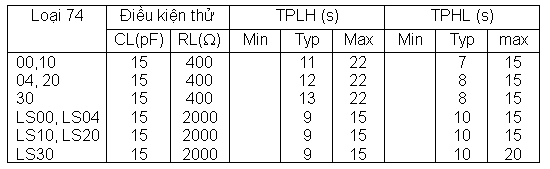 Loại 74 Điều kiện thử TPLH (s) TPHL (s)
CL(pF) RL(Ω) Min Typ Max Min Typ max
00,10 15 400 11 22 7 15
04, 20 15 400 12 22 8 15
30 15 400 13 22 8 15
LS00, LS04 15 2000 9 15 10 15
LS10, LS20 15 2000 9 15 10 15
LS30 15 2000 9 15 10 20